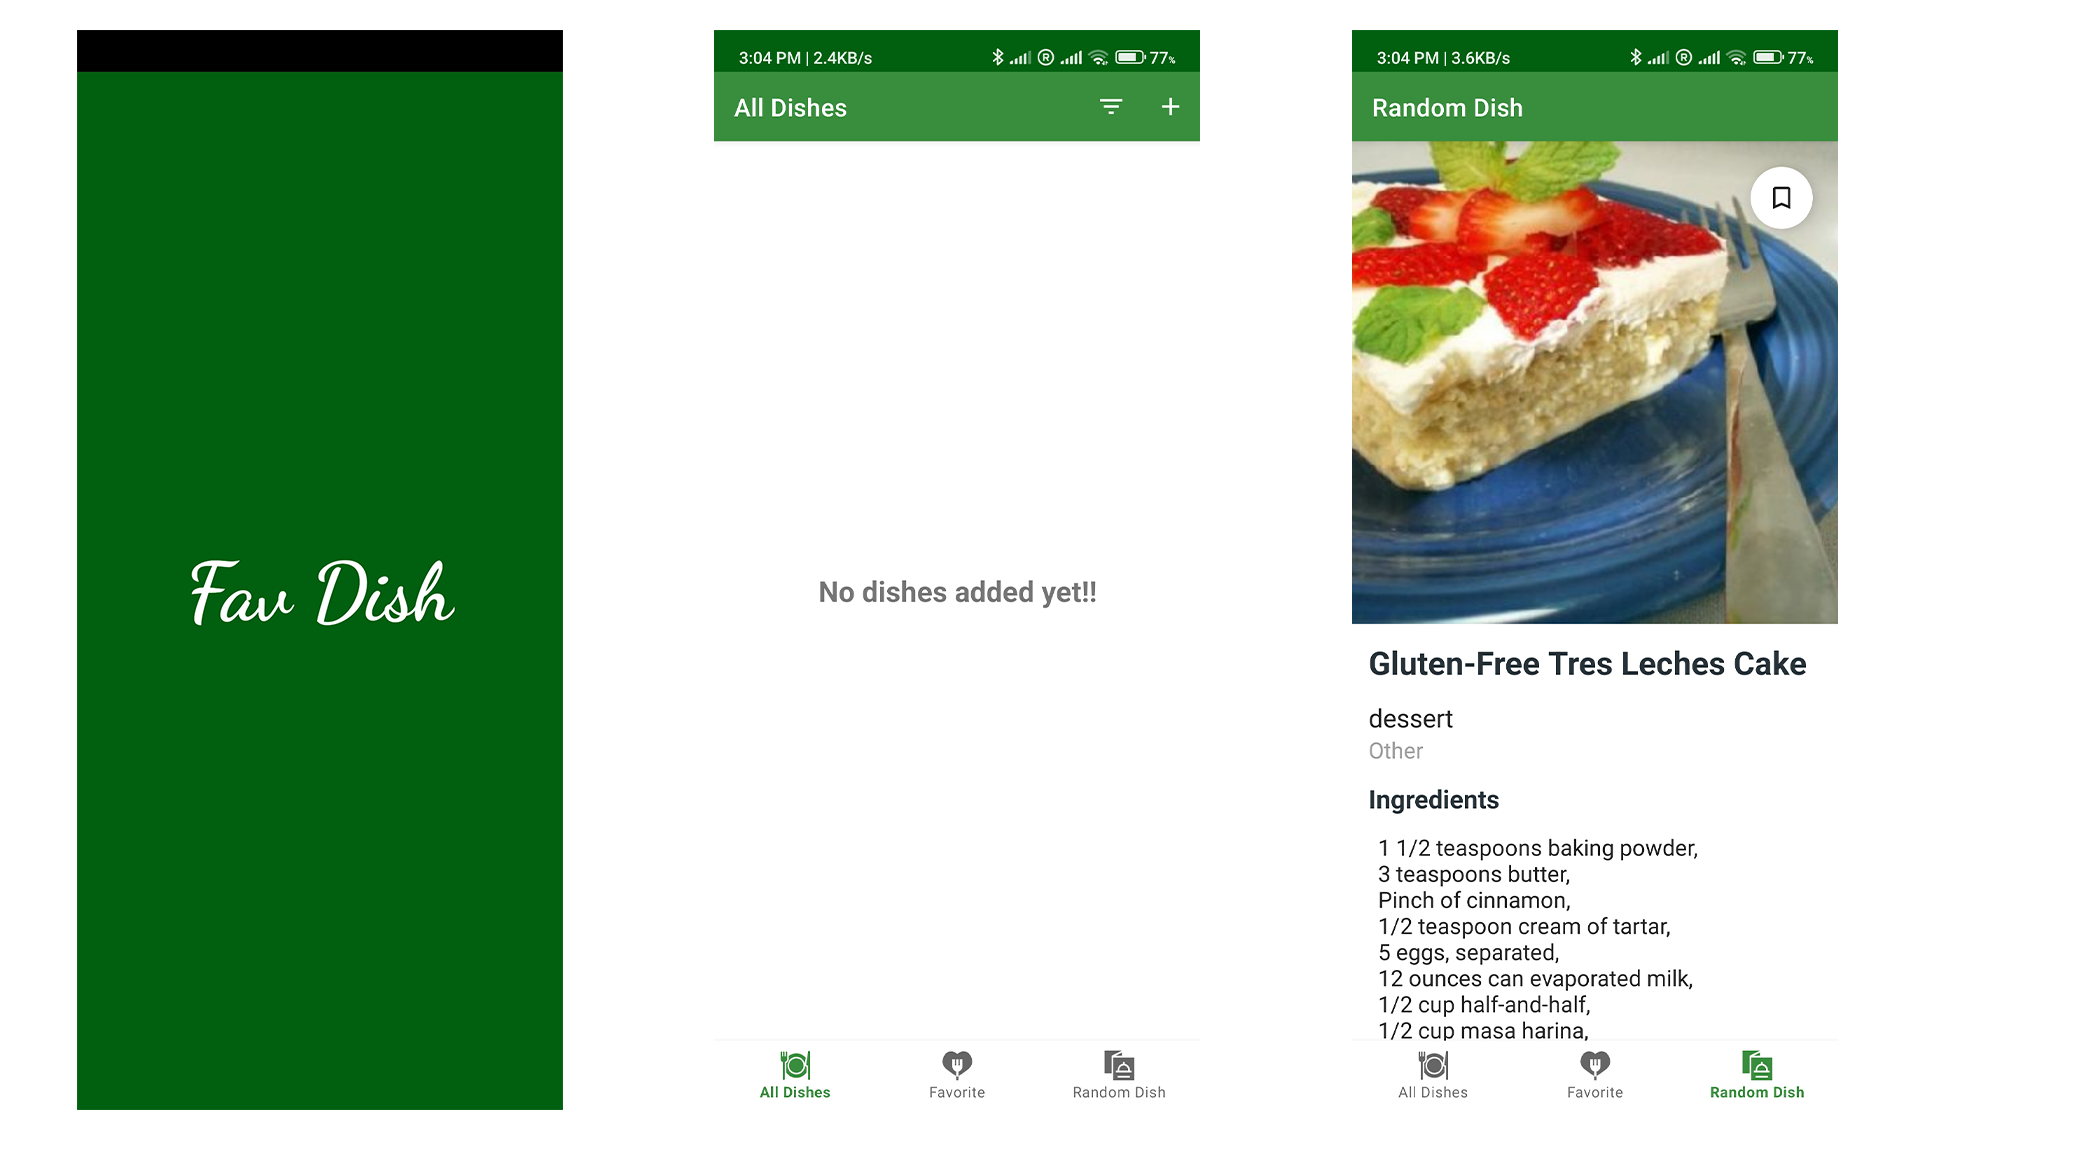 Fav Dish
3:04 PM | 2.4KB/s
R
77%
All Dishes
No dishes added yet!!
All Dishes
Favorite
Random Dish
3:04 PM | 3.6KB/s
R
77%
Random Dish
Gluten-Free Tres Leches Cake
dessert
Other
Ingredients
1 1/2 teaspoons baking powder,
3 teaspoons butter,
Pinch of cinnamon,
1/2 teaspoon cream of tartar,
5 eggs, separated,
12 ounces can evaporated milk,
1/2 cup half-and-half,
1/2 cup masa harina,
All Dishes
Favorite
Random Dish